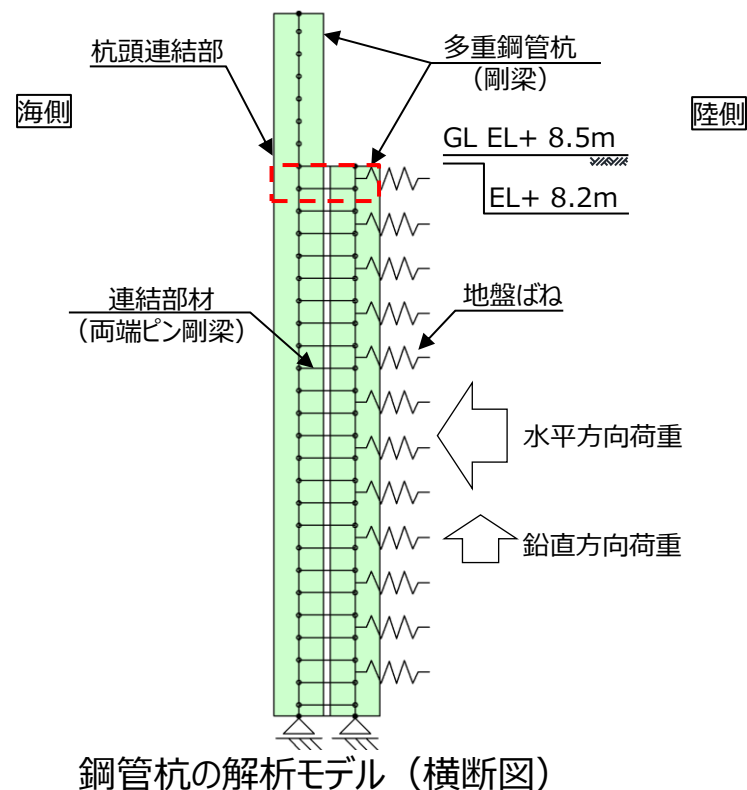 杭頭連結部
多重鋼管杭
（剛梁）
海側
陸側
GL EL+ 8.5m
EL+ 8.2m
連結部材
（両端ピン剛梁）
地盤ばね
水平方向荷重
鉛直方向荷重
鋼管杭の解析モデル（横断図）